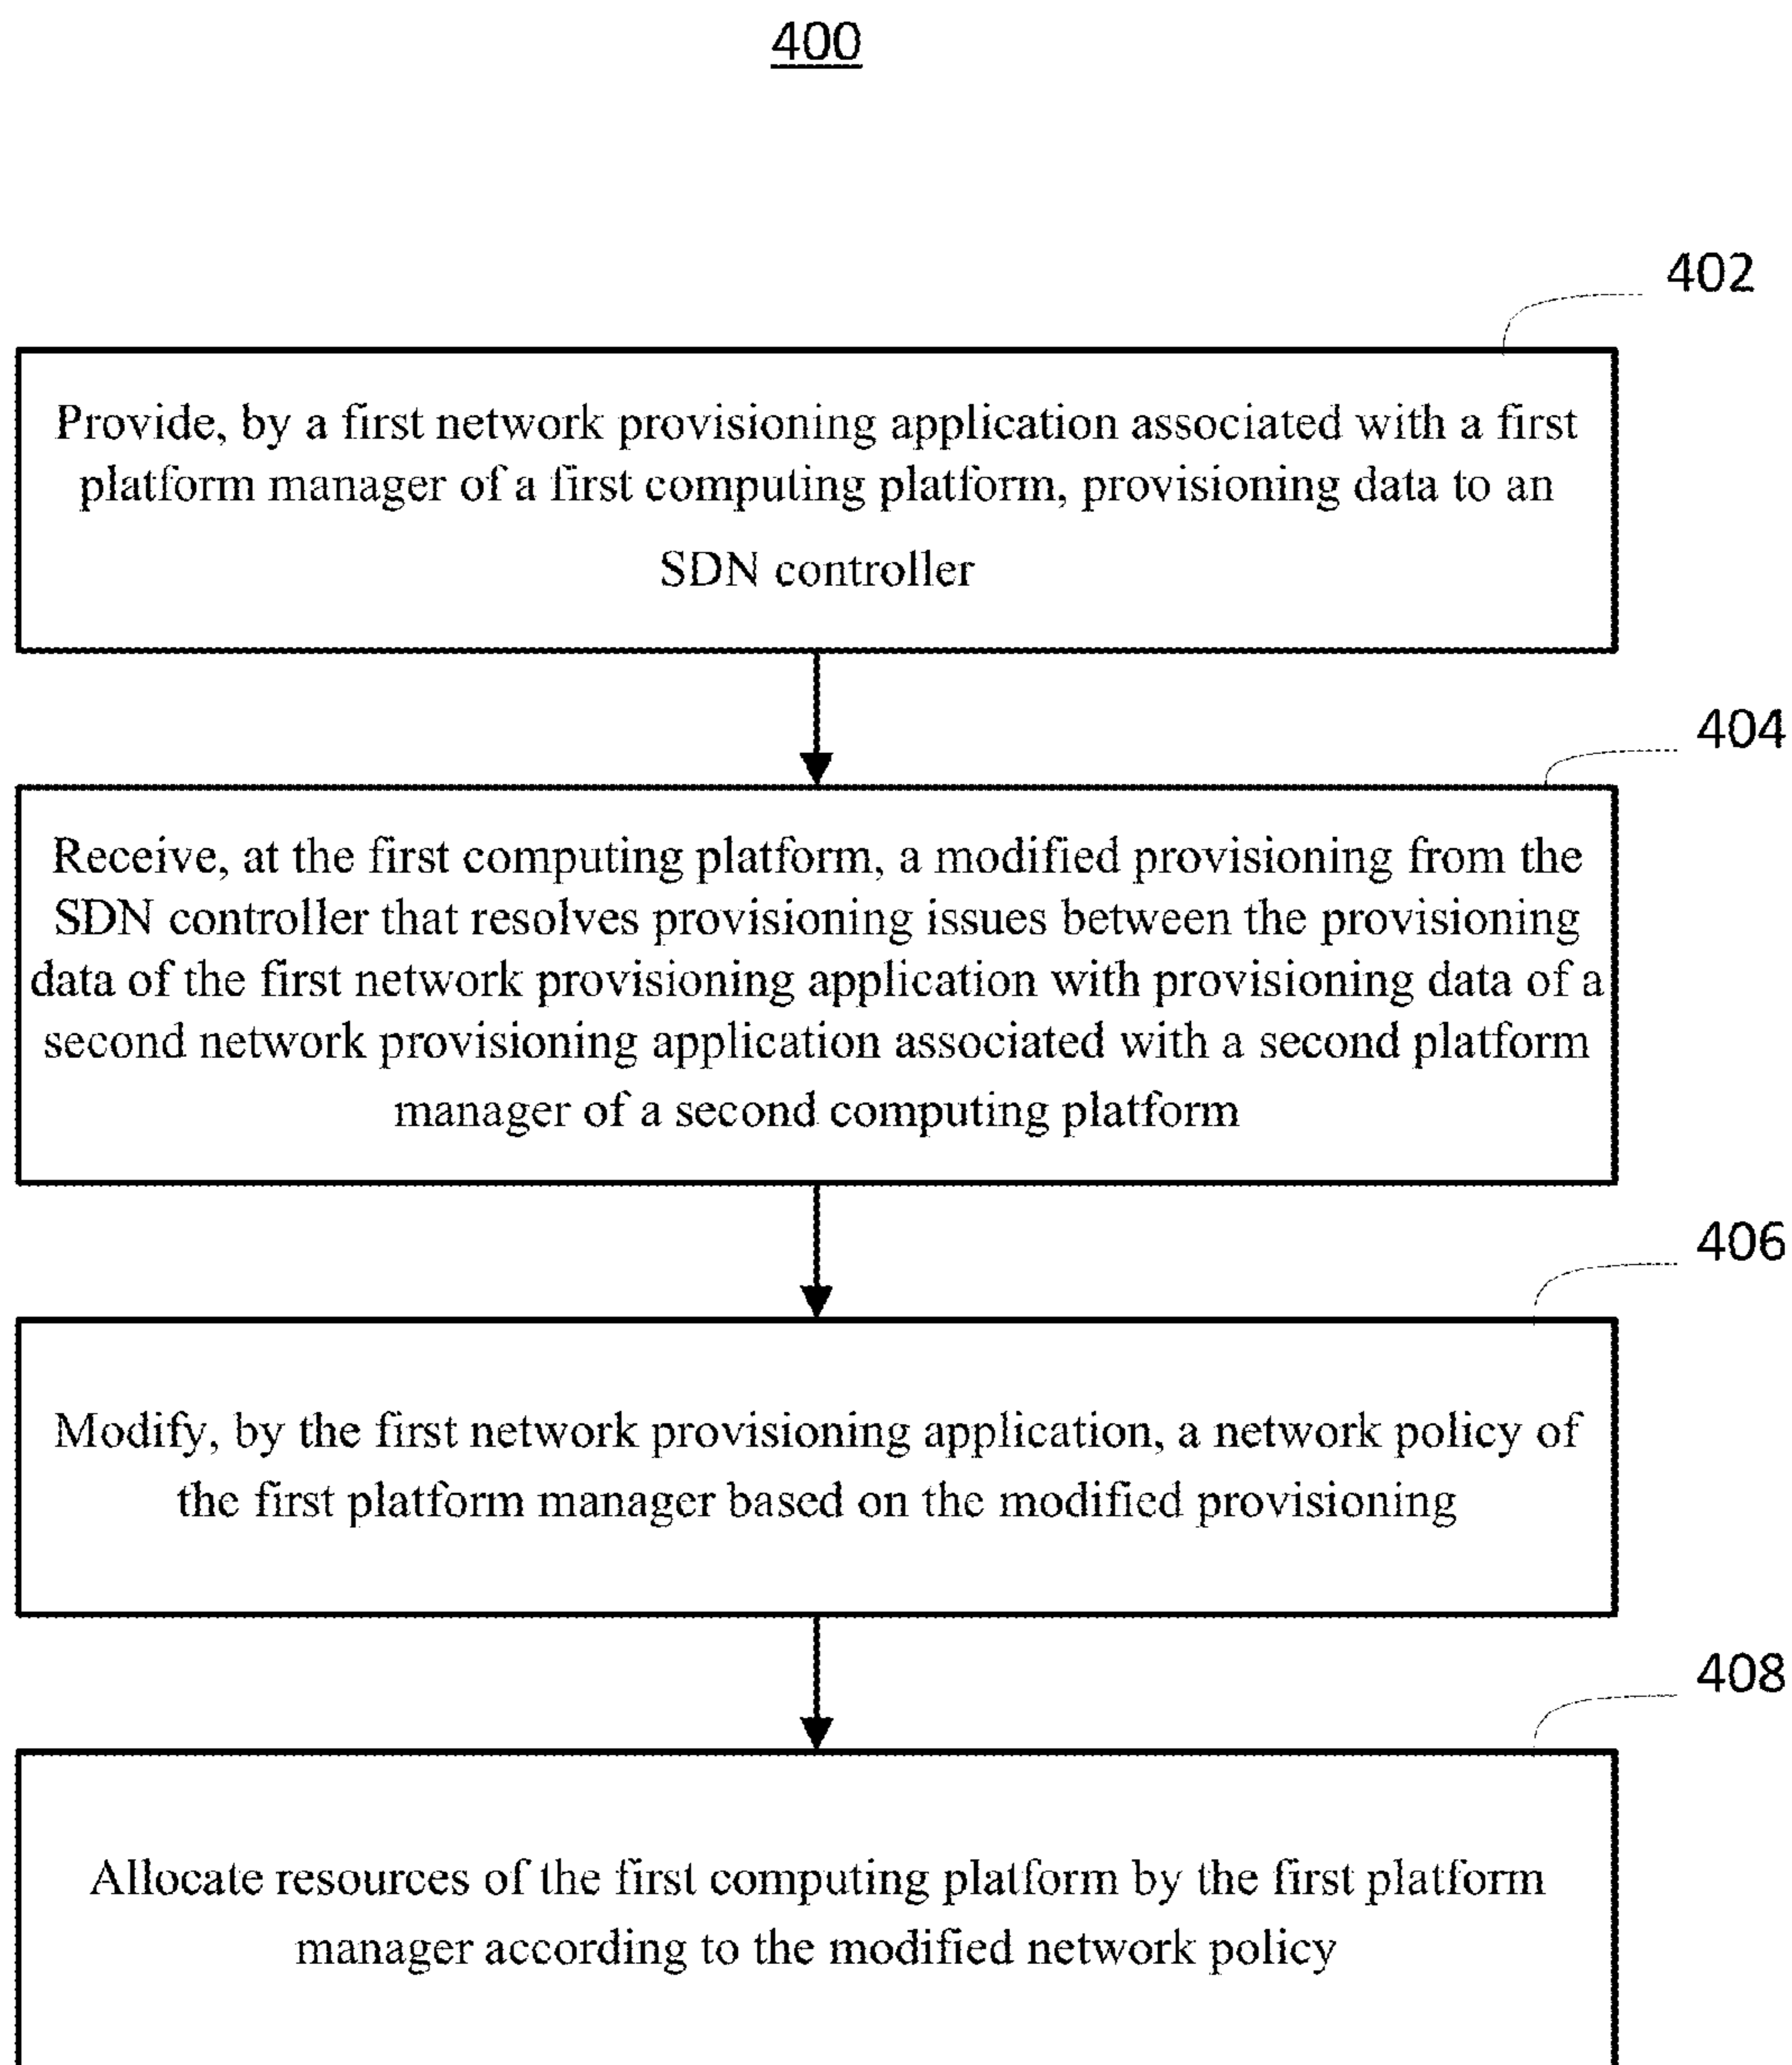 400
402
Provide, by a first network provisioning application associated with a first
platform manager of a first computing platform, provisioning data to an
SDN controller
404
Receive, at the first computing platform, a modified provisioning from the
SDN controller that resolves provisioning issues between the provisioning
data of the first network provisioning application with provisioning data of a
second network provisioning application associated with a second platform
manager of a second computing platform
406
Modify, by the first network provisioning application, a network policy of
the first platform manager based on the modified provisioning
408
Allocate resources of the first computing platform by the first platform
manager according to the modified network policy